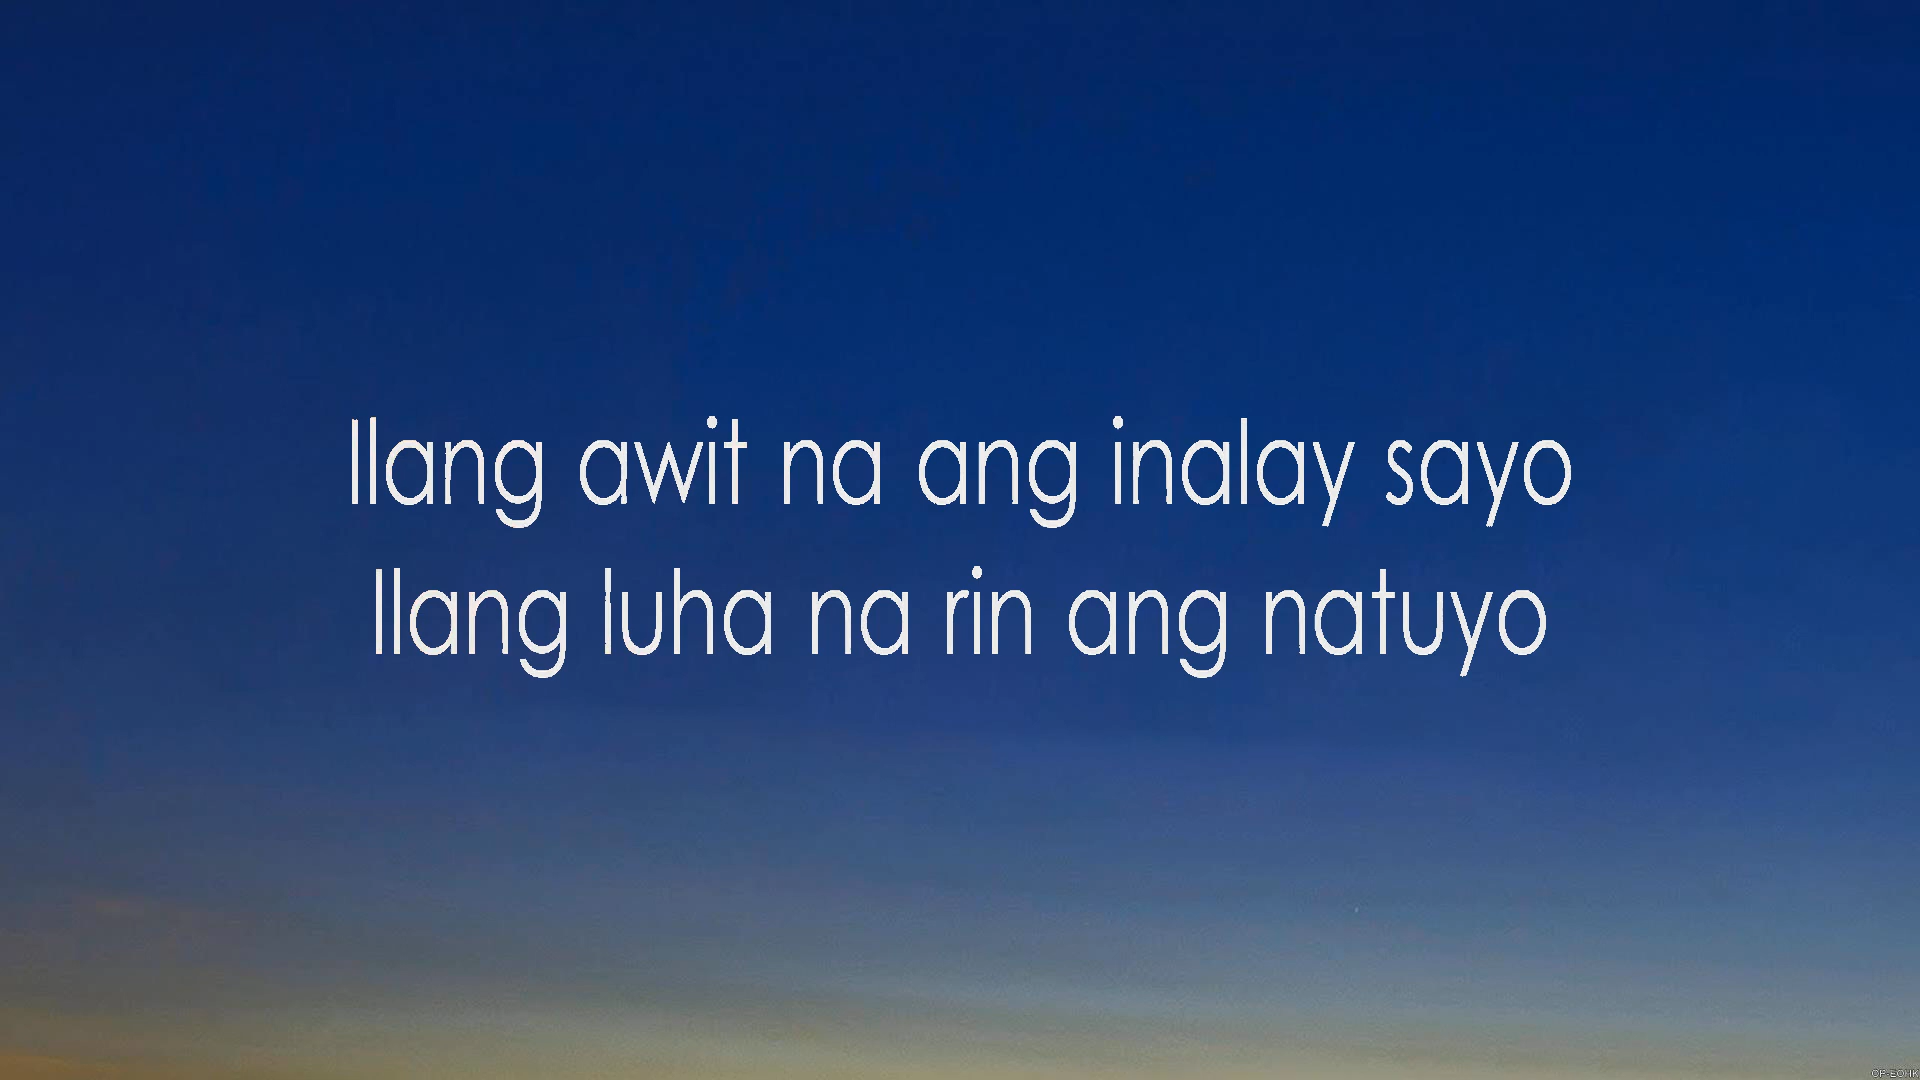 Ilang awit na ang inalay sayo
Ilang luha na rin ang natuyo